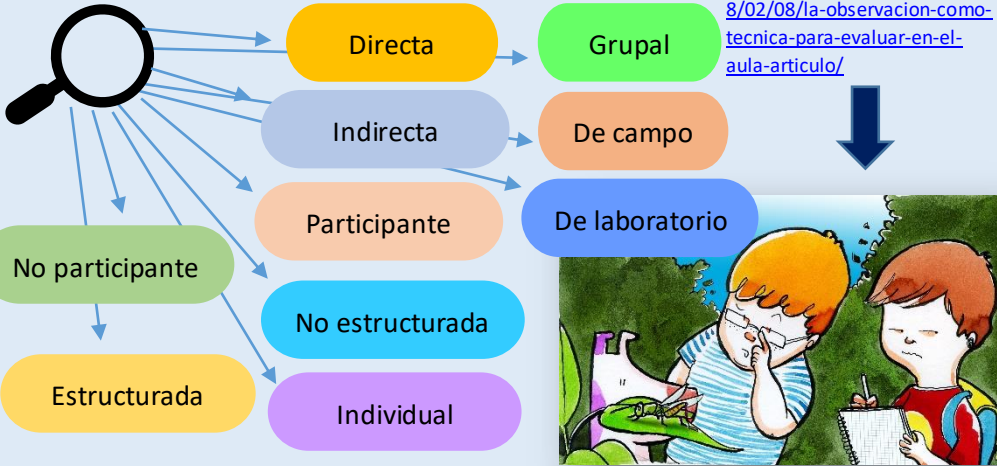 8/02/08/la-observacion-como-
tecnica-para-evaluar-en-el-
aula-articulo/
Directa
Grupal
Indirecta
De campo
Participante
De laboratorio
No participante
No estructurada
Estructurada
Individual